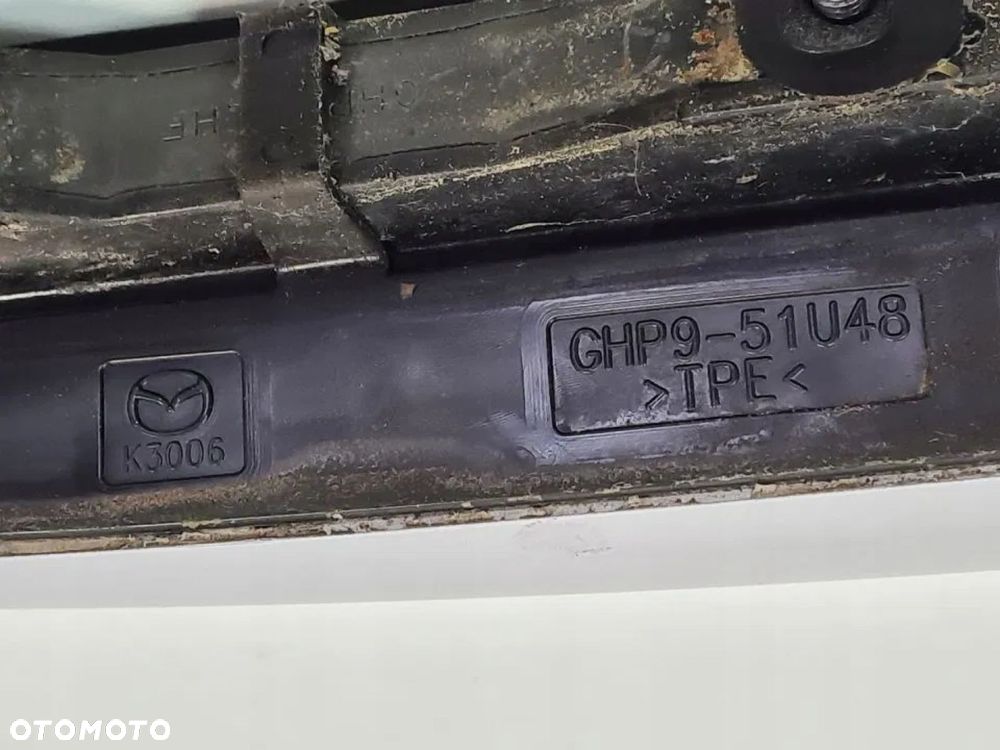 GHP9-51U48
>TPE<
K3006
OTOMOTO